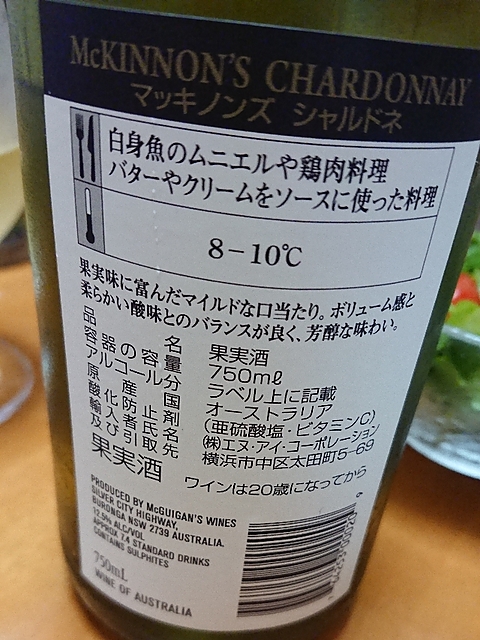 McKINNON'S CHARDONNAY
マッキノンズ シャルドネ
白身魚のムニエルや鶏肉料理
バターやクリームをソースに使った料理
8-10℃
果実味に富んだマイルドな口当たり。ボリューム感と
柔らかい酸味とのバランスが良く、芳醇な味わい。
品名 果実酒
容器の容量 750mℓ
アルコール分 ラベル上に記載
原産国 オーストラリア
酸化防止剤 (亜硫酸塩・ビタミンC)
輸入者氏名 ㈱エヌ・アイ・コーポレーション
及び引取先 横浜市中区太田町5-69
果実酒 ワインは20歳になってから
PRODUCED BY McGUIGAN'S WINES
SILVER CITY HIGHWAY,
BURONGA NSW 2739 AUSTRALIA.
12.5% ALC/VOL
APPROX 7.4 STANDARD DRINKS
CONTAINS SULPHITES
750mL
WINE OF AUSTRALIA